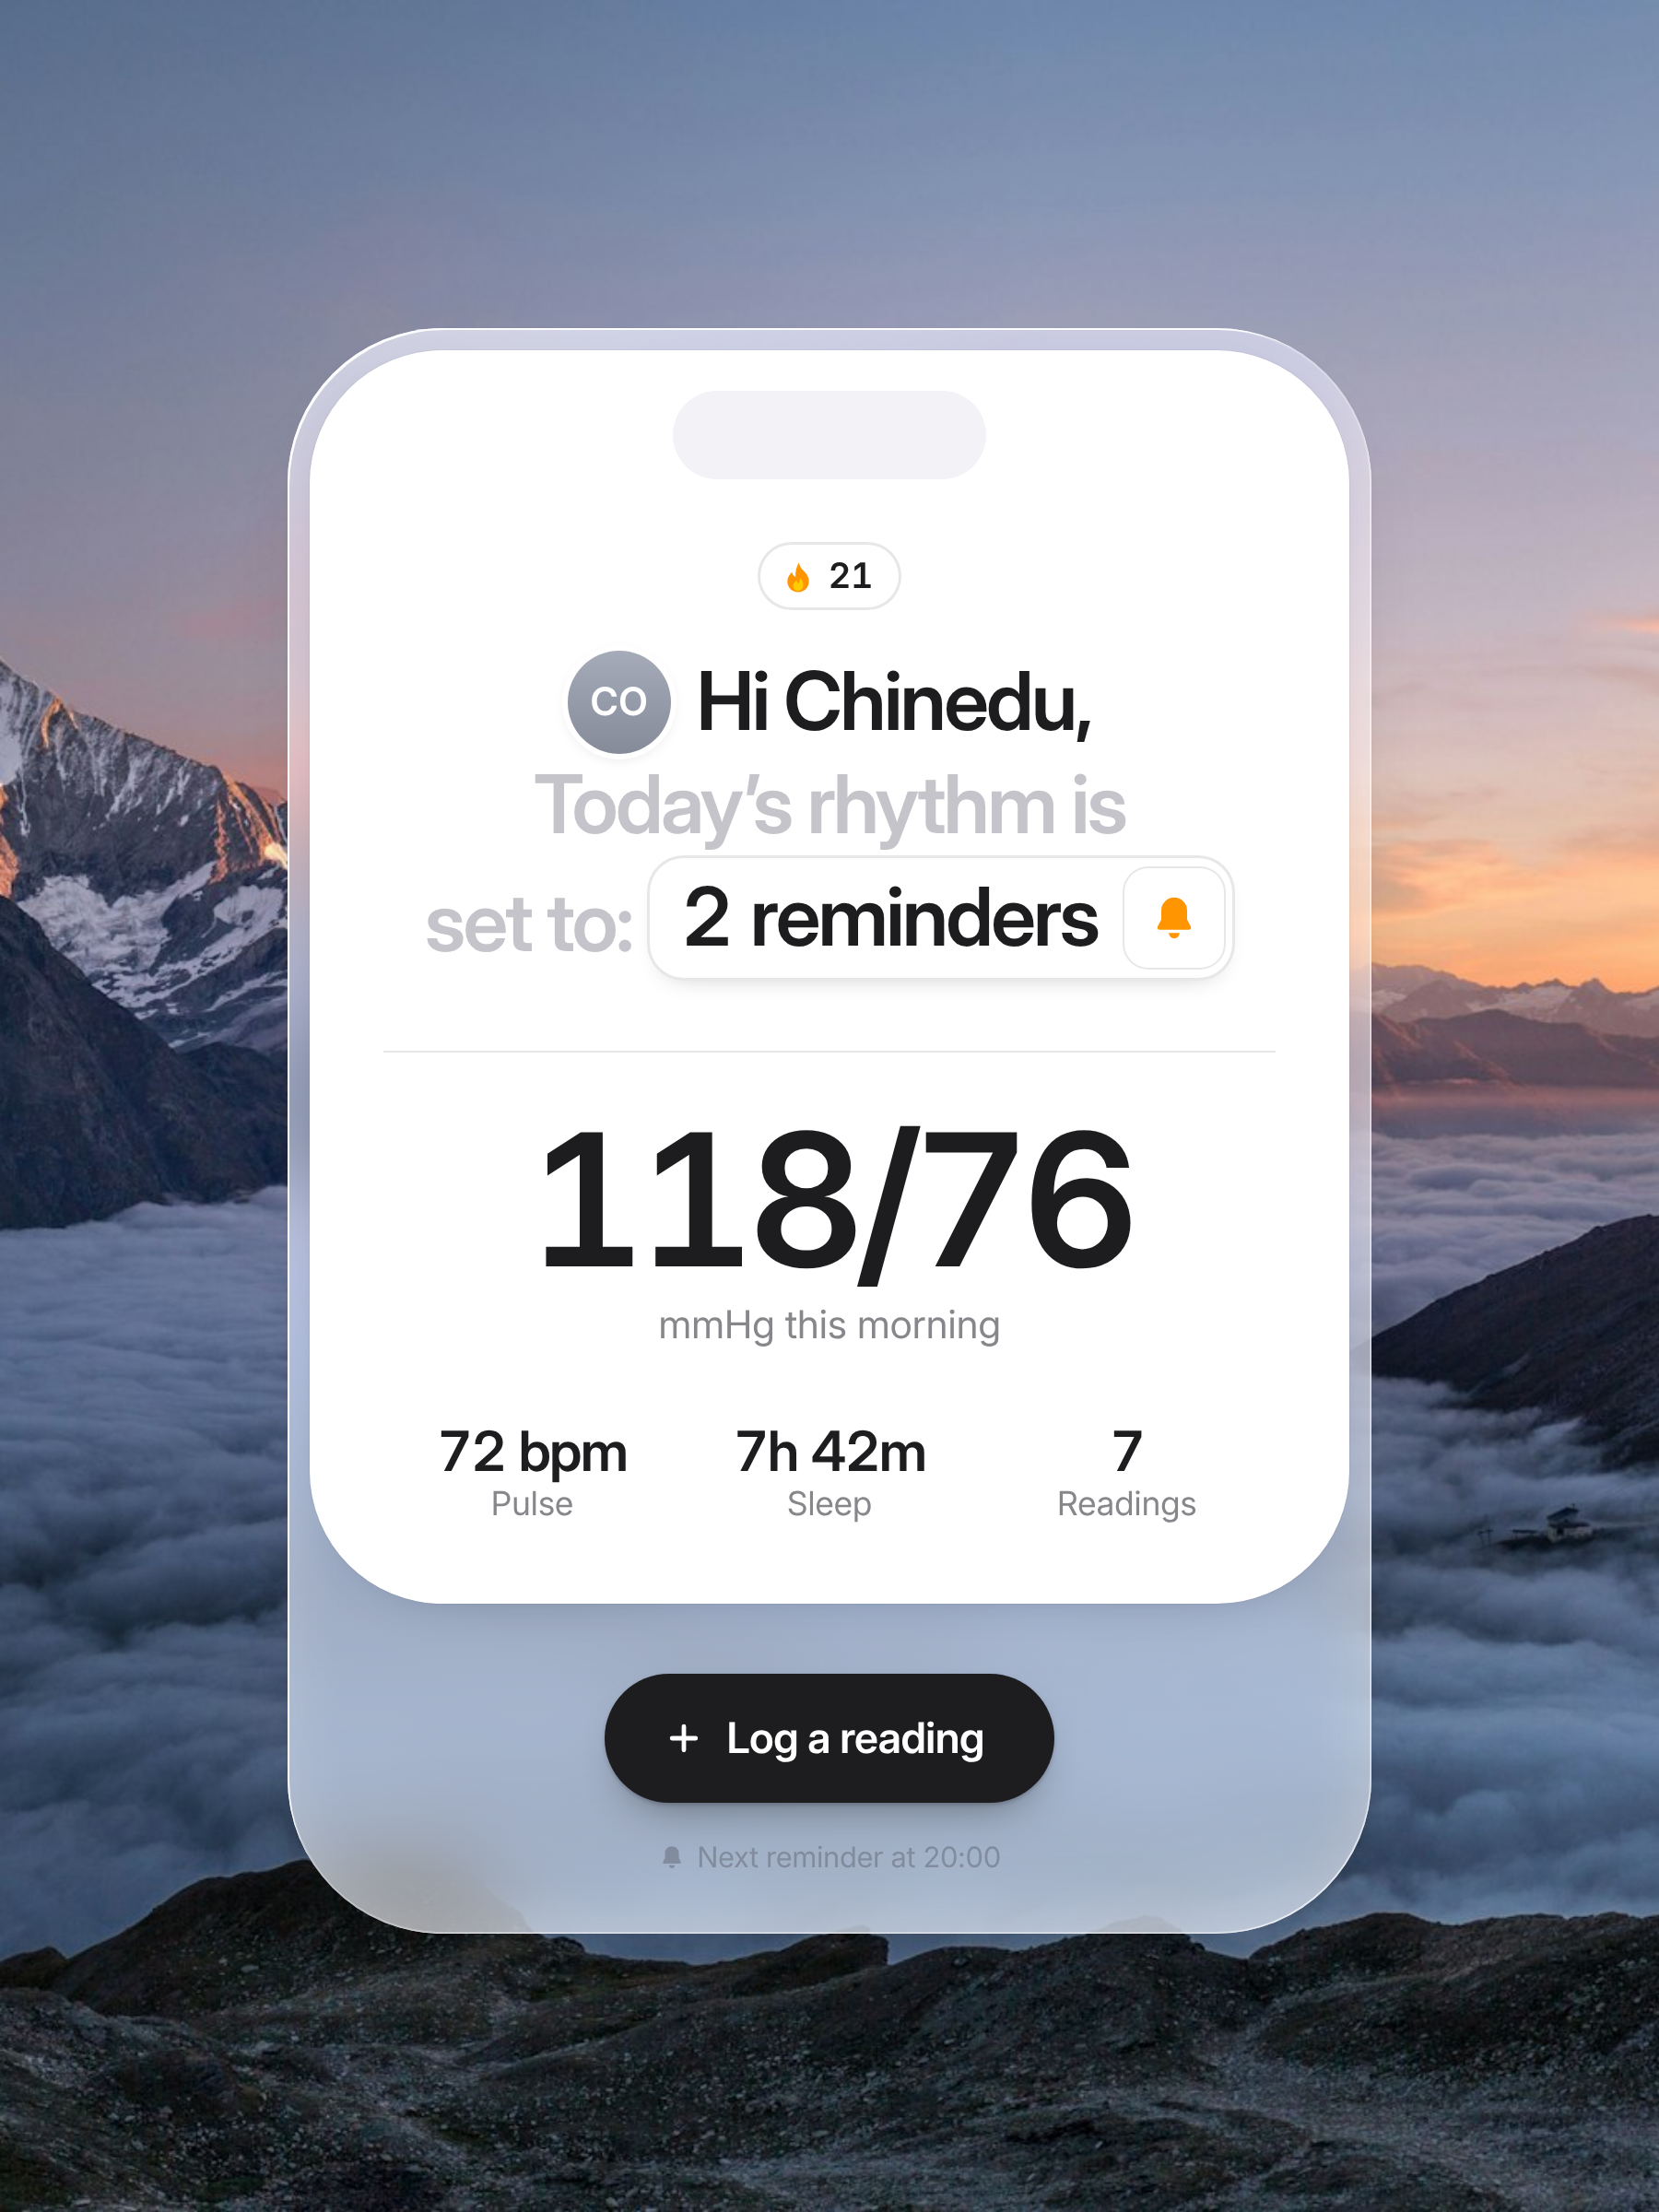 21
CO
Hi Chinedu,
Today’s rhythm is
set to: 2 reminders
118/76
mmHg this morning
72 bpm 7h 42m 7
Pulse Sleep Readings
+ Log a reading
Next reminder at 20:00